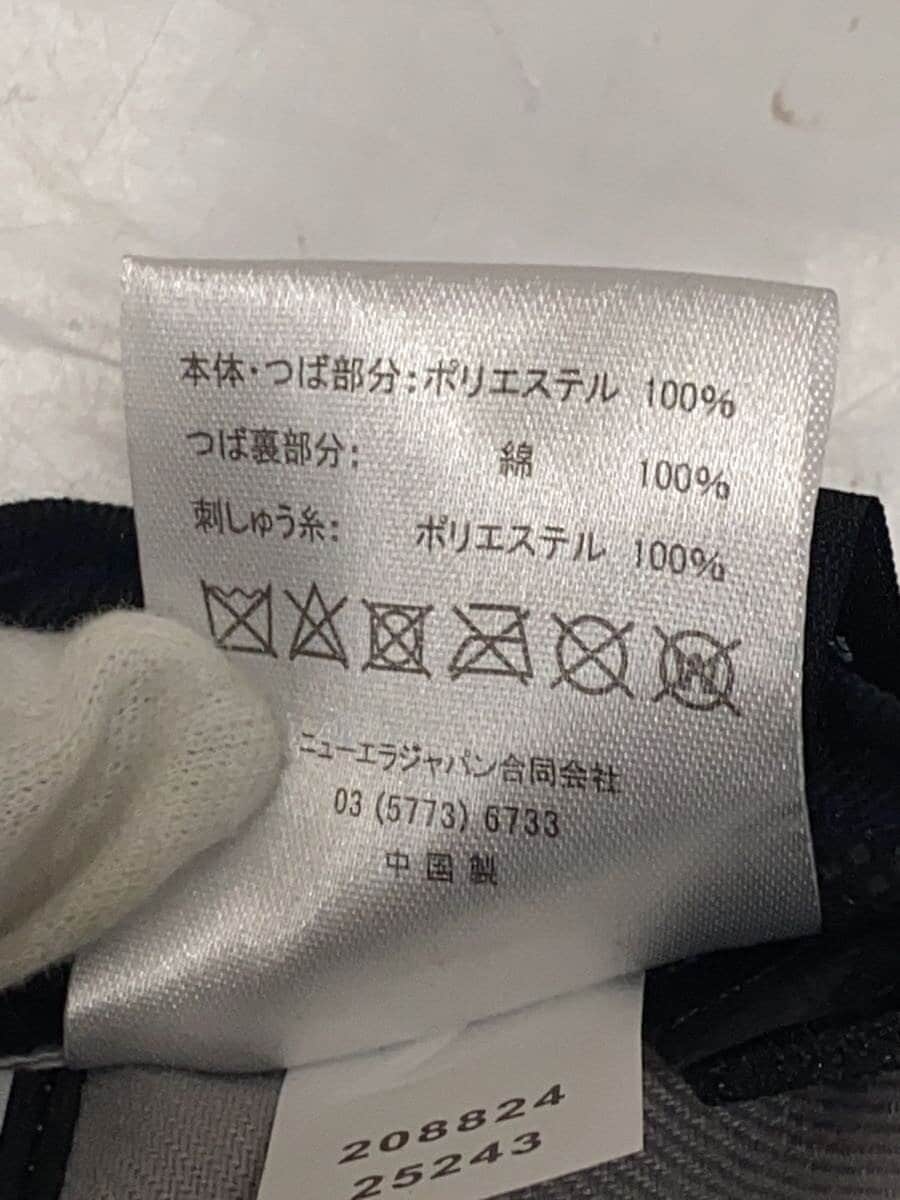 本体・つば部分:ポリエステル 100%
つば裏部分: 綿 100%
刺しゅう糸: ポリエステル 100%
W
ニューエラジャパン合同会社
03 (5773) 6733
中国製
208824
25243